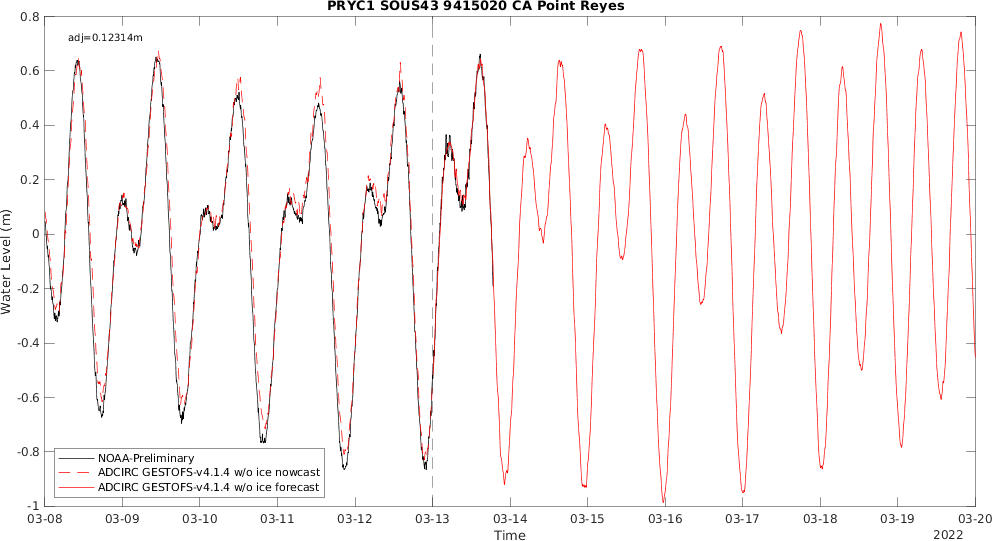 PRYC1 SOUS43 9415020 CA Point Reyes
adj=0.12314m
Water Level (m)
0.8
0.6
0.4
0.2
0
-0.2
-0.4
-0.6
-0.8
-1
NOAA-Preliminary
ADCIRC GESTOFS-v4.1.4 w/o ice nowcast
ADCIRC GESTOFS-v4.1.4 w/o ice forecast
03-08 03-09 03-10 03-11 03-12 03-13 03-14 03-15 03-16 03-17 03-18 03-19 03-20
Time
2022